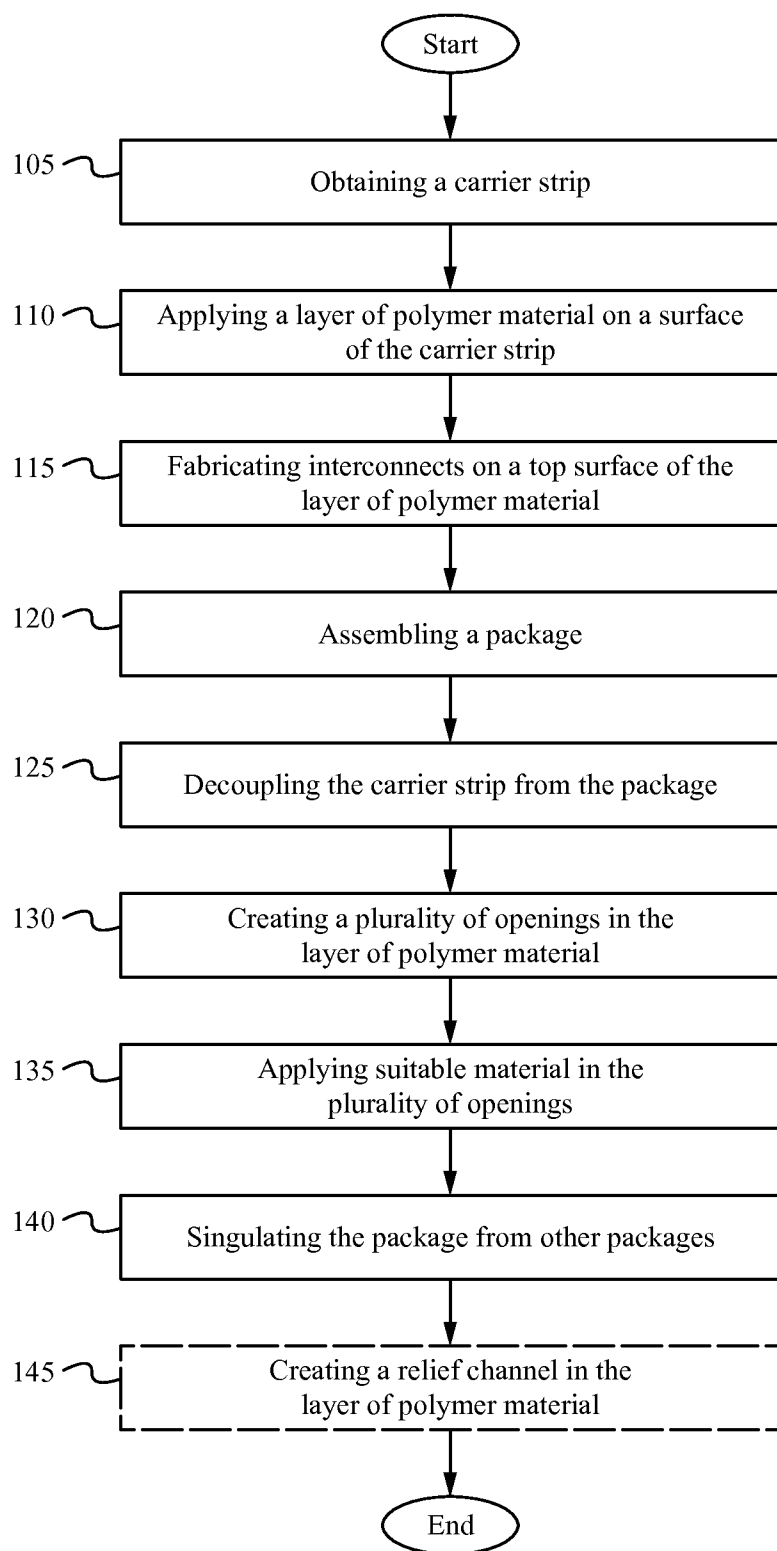 Start
105
Obtaining a carrier strip
110
Applying a layer of polymer material on a surface
of the carrier strip
115
Fabricating interconnects on a top surface of the
layer of polymer material
120
Assembling a package
125
Decoupling the carrier strip from the package
130
Creating a plurality of openings in the
layer of polymer material
135
Applying suitable material in the
plurality of openings
140
Singulating the package from other packages
145
Creating a relief channel in the
layer of polymer material
End